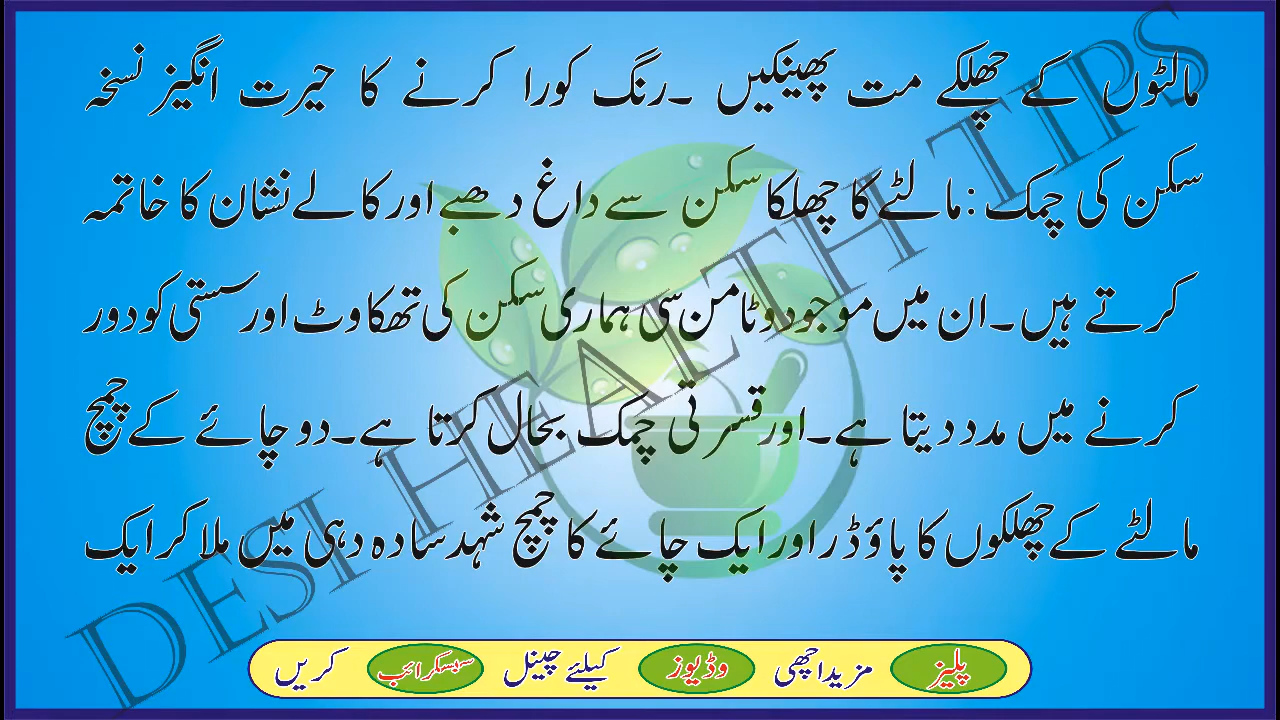 مالٹوں کے چھلکے مت پھینکیں ۔رنگ کورا کرنے کا حیرت انگیز نسخہ
سکن کی چمک :مالٹے کا چھلکا سکن سے داغ دھبے اور کالے نشان کا خاتمہ
کرتے ہیں۔ان میں موجود وٹامن سی ہماری سکن کی تھکاوٹ اور سستی کو دور
کرنے میں مدد دیتا ہے۔اور قسرتی چمک بحال کرتا ہے۔دو چائے کے چمچ
مالٹے کے چھلکوں کا پاؤڈر اور ایک چائے کا چمچ شہد سادہ دہی میں ملا کر ایک
پلیز مزید اچھی وڈیوز کیلئے چینل سبسکرائب کریں
DESI HEALTH TIPS